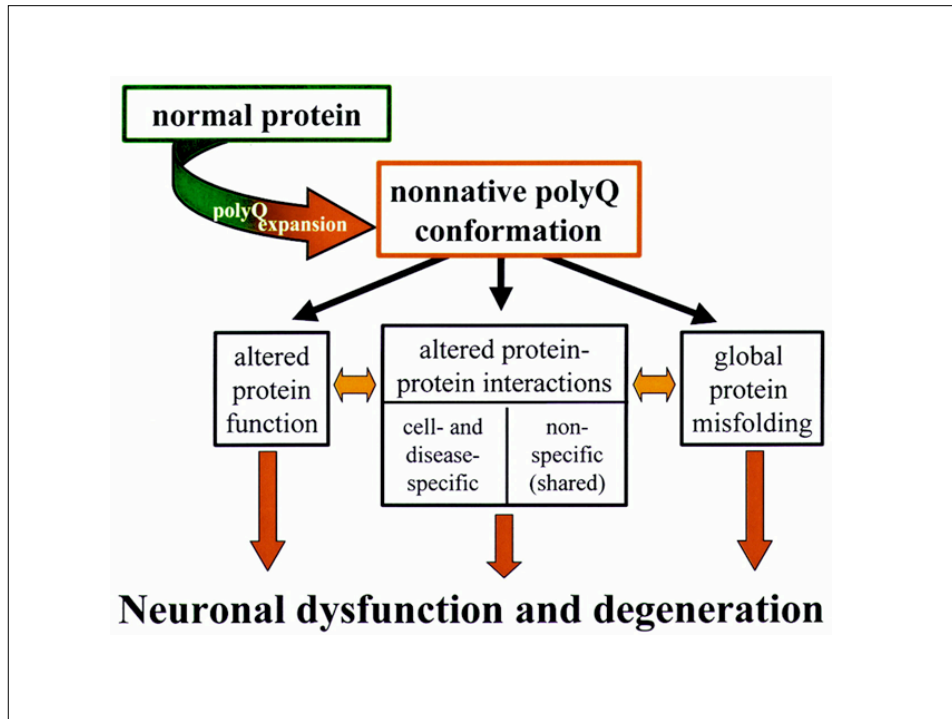 normal protein
polyQ
expansion
nonnative polyQ
conformation
altered
protein
function
altered protein-
protein interactions
cell- and
disease-
specific
non-
specific
(shared)
global
protein
misfolding
Neuronal dysfunction and degeneration